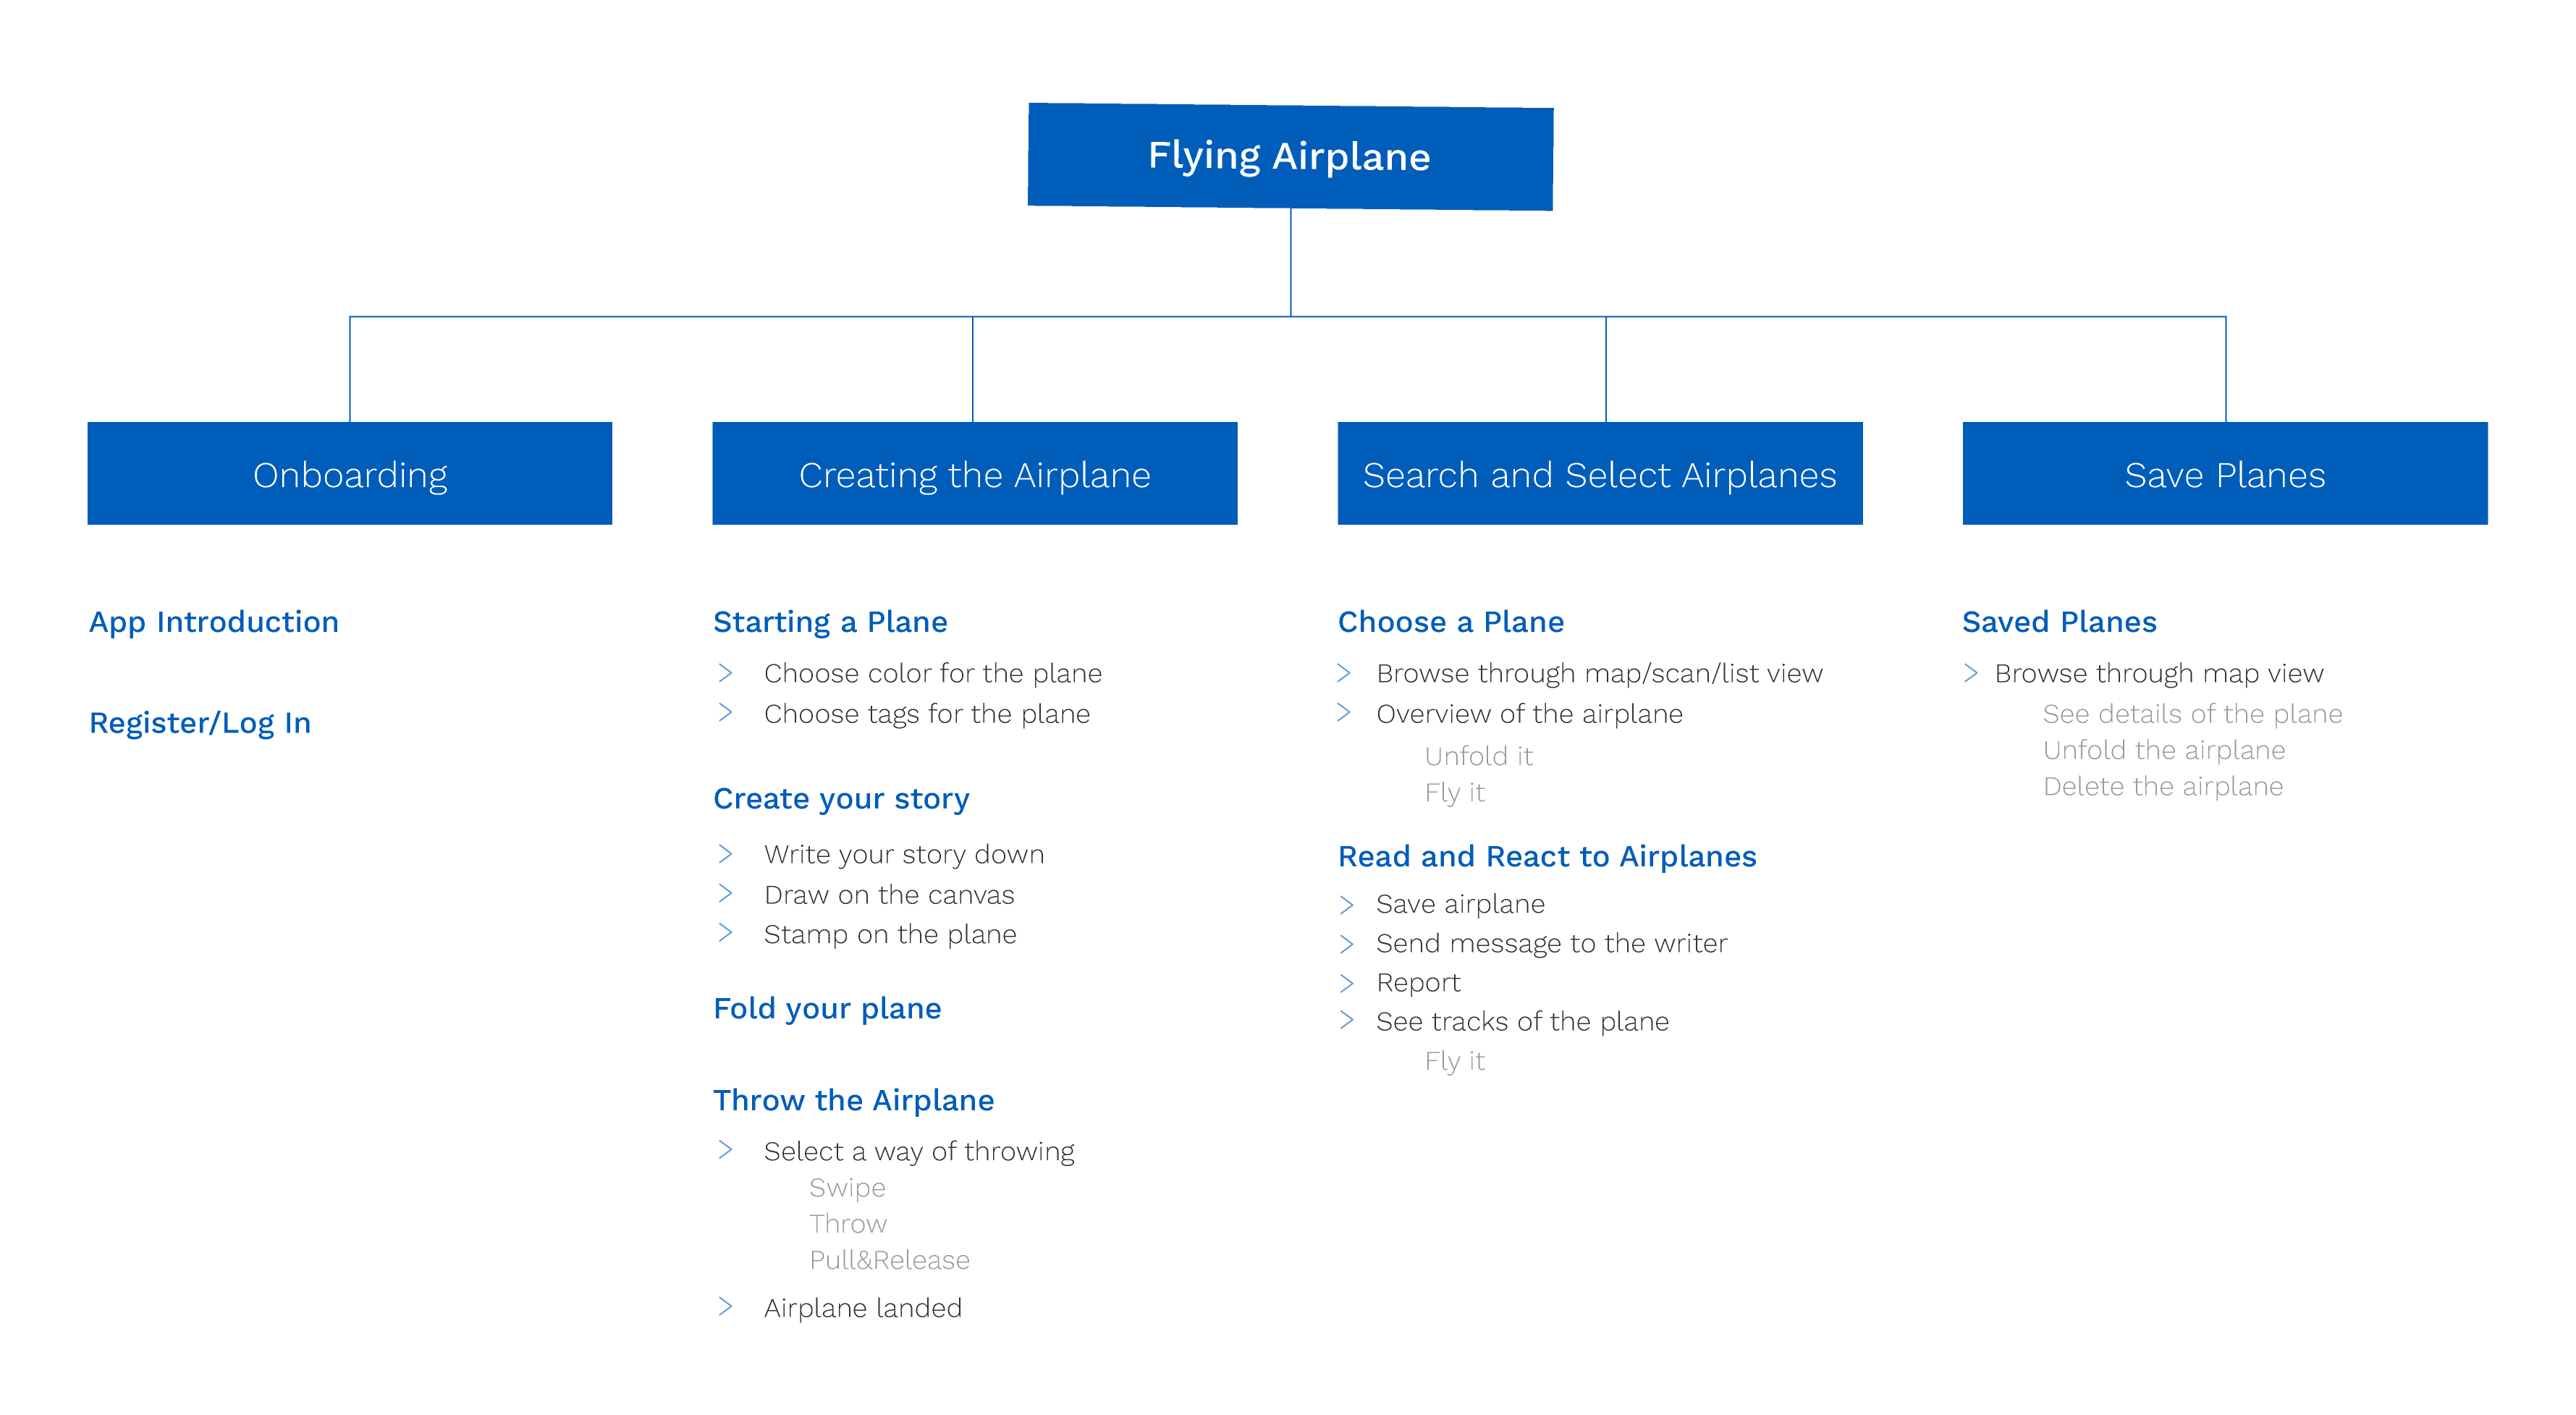 Flying Airplane
Onboarding
App Introduction
Register/Log In
Creating the Airplane
Starting a Plane
> Choose color for the plane
> Choose tags for the plane
Create your story
> Write your story down
> Draw on the canvas
> Stamp on the plane
Fold your plane
Throw the Airplane
> Select a way of throwing
Swipe
Throw
Pull&Release
> Airplane landed
Search and Select Airplanes
Choose a Plane
> Browse through map/scan/list view
> Overview of the airplane
Unfold it
Fly it
Read and React to Airplanes
> Save airplane
> Send message to the writer
> Report
> See tracks of the plane
Fly it
Save Planes
Saved Planes
> Browse through map view
See details of the plane
Unfold the airplane
Delete the airplane